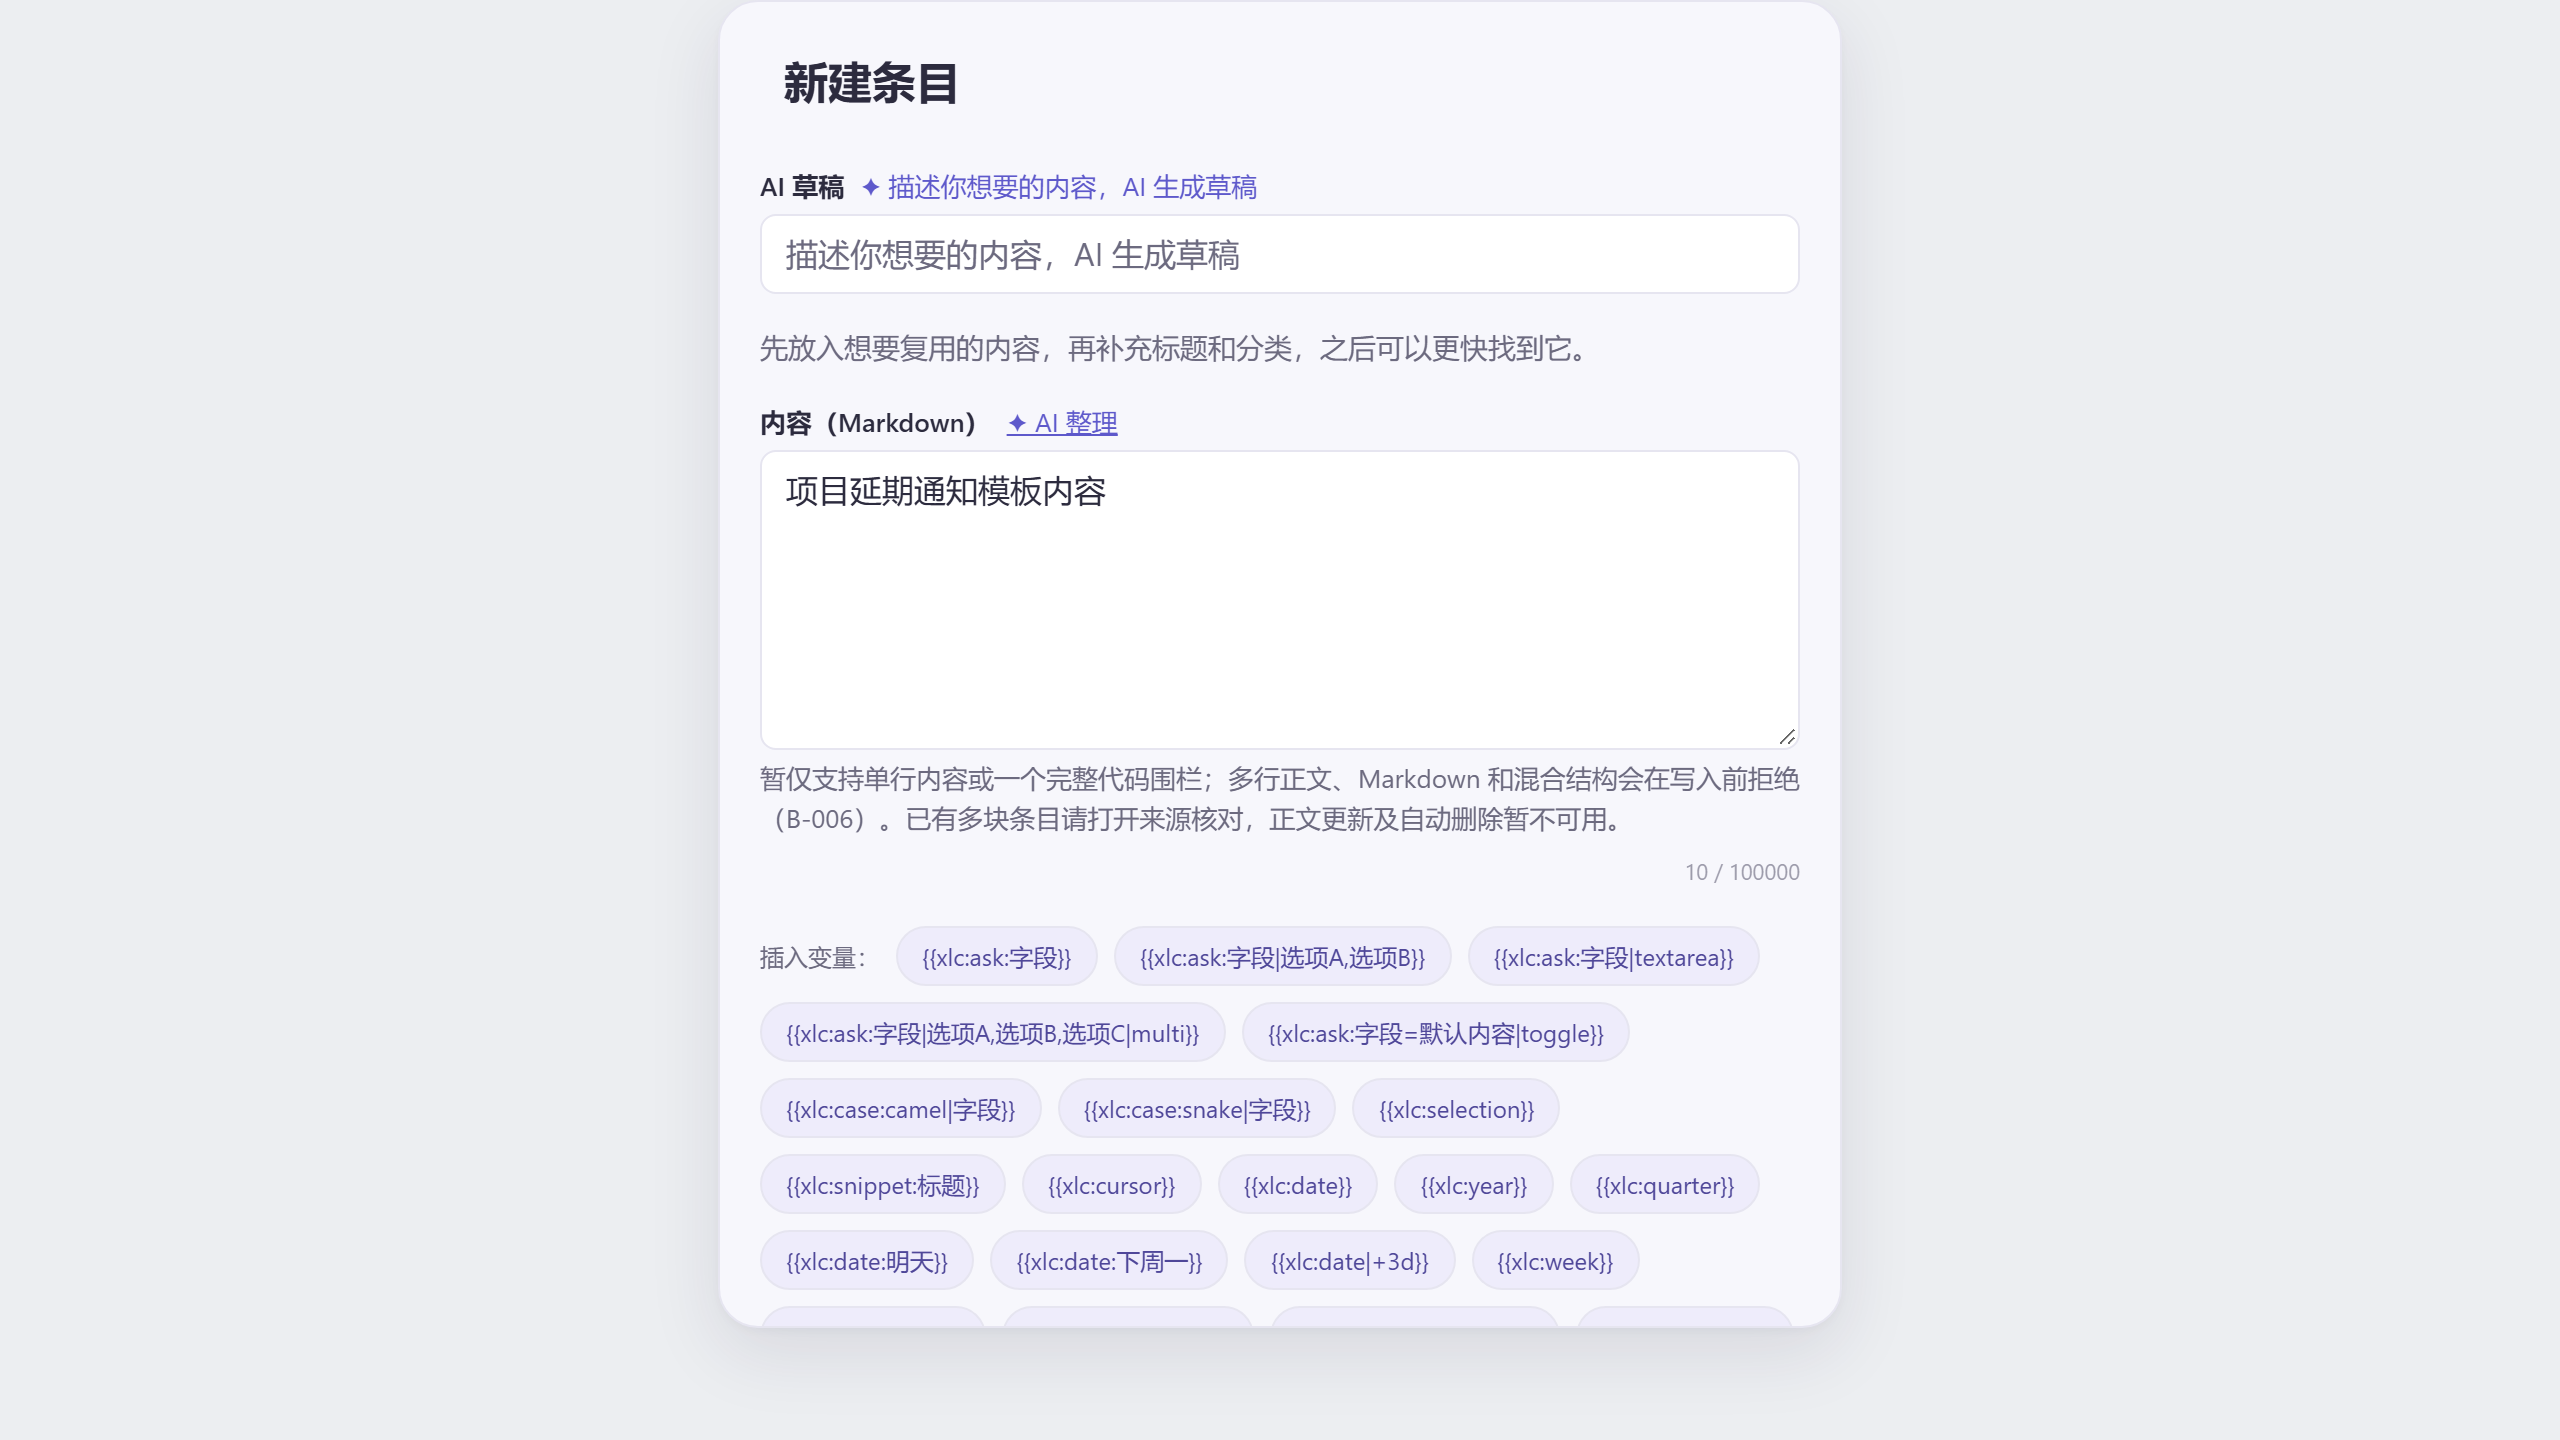 新建条目
AI 草稿 ✦ 描述你想要的内容，AI 生成草稿
描述你想要的内容，AI 生成草稿
先放入想要复用的内容，再补充标题和分类，之后可以更快找到它。
内容（Markdown） ✦ AI 整理
项目延期通知模板内容
暂仅支持单行内容或一个完整代码围栏；多行正文、Markdown 和混合结构会在写入前拒绝
（B-006）。已有多块条目请打开来源核对，正文更新及自动删除暂不可用。
10 / 100000
插入变量： {{xlc:ask:字段}} {{xlc:ask:字段|选项A,选项B}} {{xlc:ask:字段|textarea}}
{{xlc:ask:字段|选项A,选项B,选项C|multi}} {{xlc:ask:字段=默认内容|toggle}}
{{xlc:case:camel|字段}} {{xlc:case:snake|字段}} {{xlc:selection}}
{{xlc:snippet:标题}} {{xlc:cursor}} {{xlc:date}} {{xlc:year}} {{xlc:quarter}}
{{xlc:date:明天}} {{xlc:date:下周一}} {{xlc:date|+3d}} {{xlc:week}}